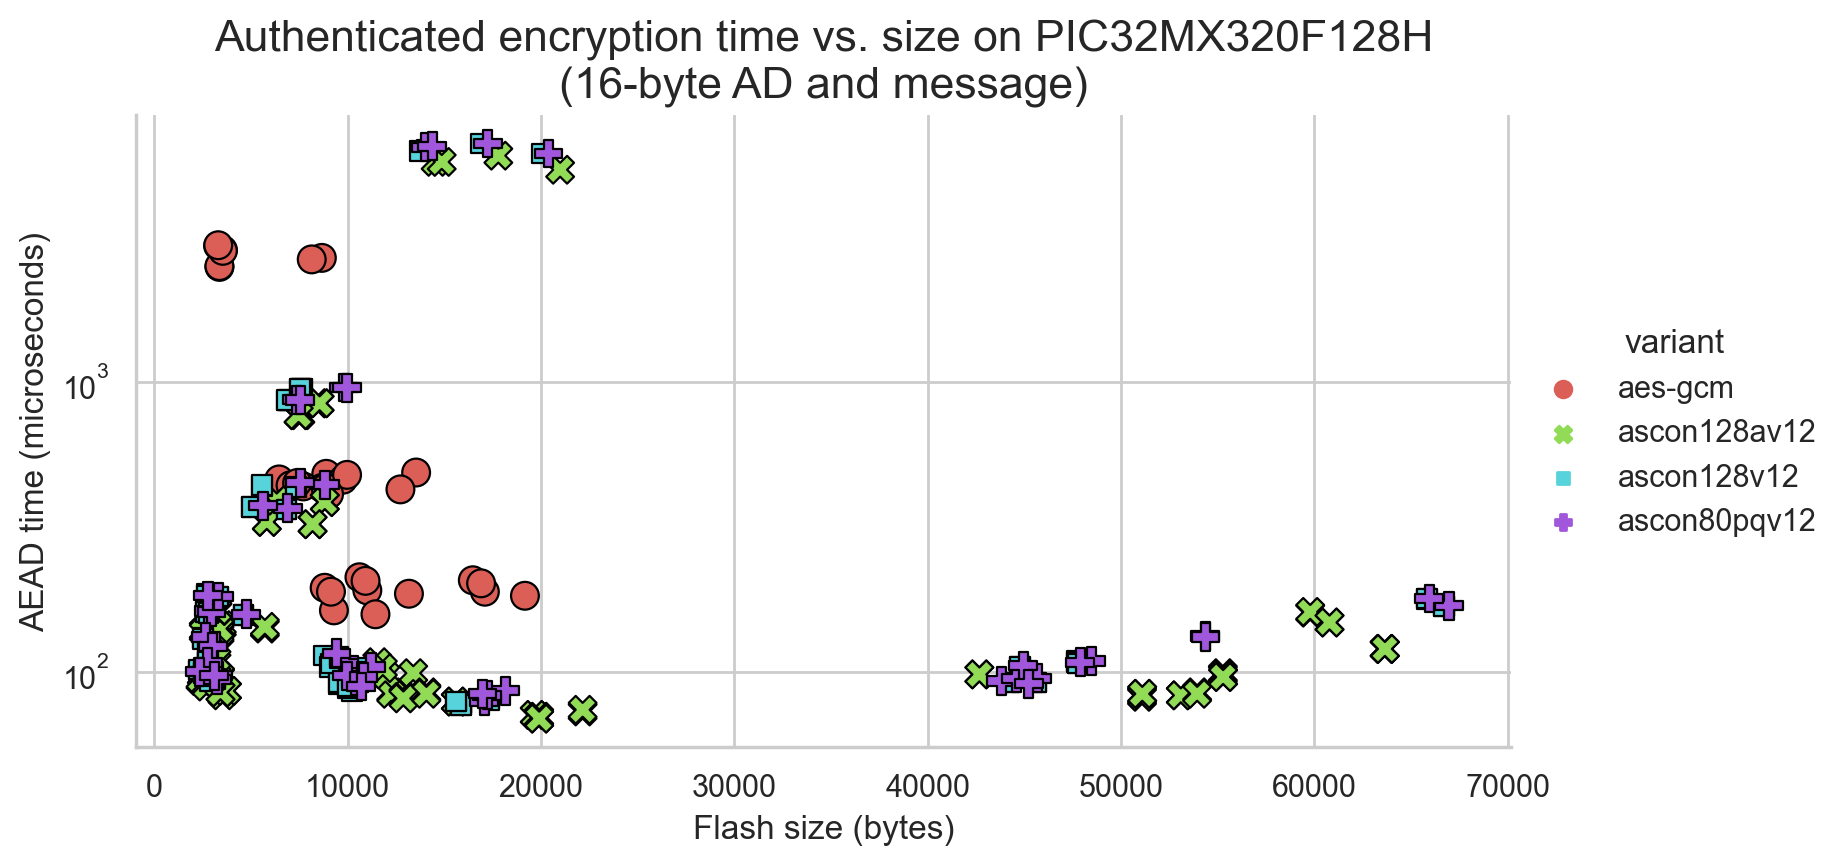 Authenticated encryption time vs. size on PIC32MX320F128H
(16-byte AD and message)
AEAD time (microseconds)
10³
10²
0
10000
20000
30000
40000
50000
60000
70000
Flash size (bytes)
variant
aes-gcm
ascon128av12
ascon128v12
ascon80pqv12